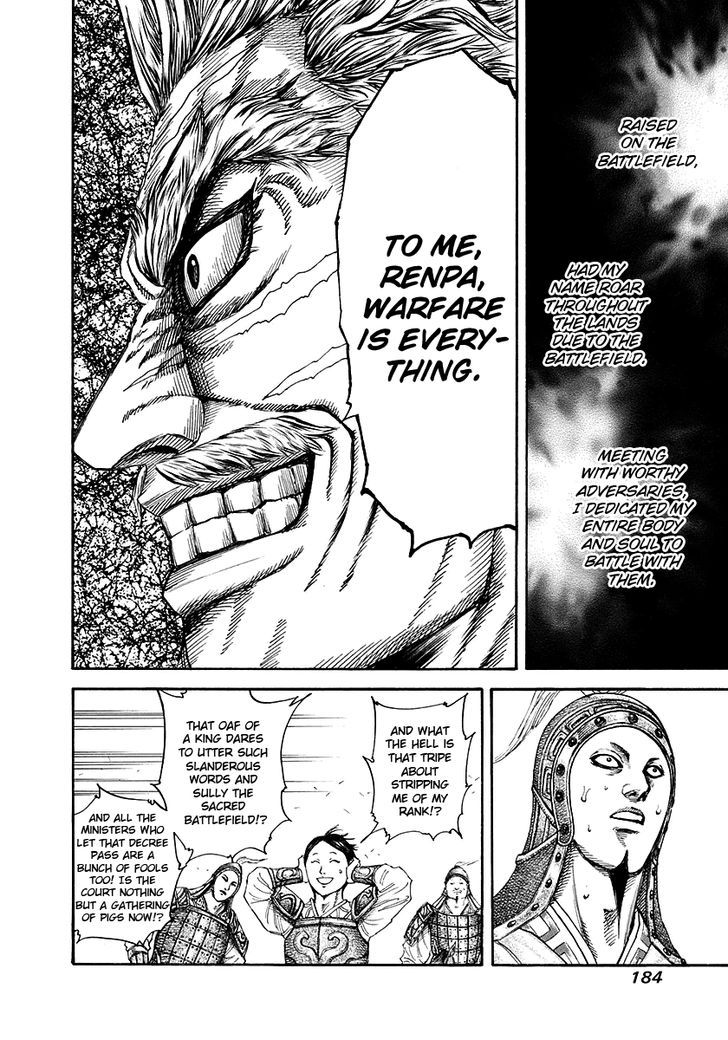 RAISED
ON THE
BATTLEFIELD,
HAD MY
NAME ROAR
THROUGHOUT
THE LANDS
DUE TO THE
BATTLEFIELD.
MEETING
WITH WORTHY
ADVERSARIES,
I DEDICATED MY
ENTIRE BODY
AND SOUL TO
BATTLE WITH
THEM.
TO ME,
RENPA,
WARFARE
IS EVERY-
THING.
AND WHAT
THE HELL IS
THAT TRIPE
ABOUT
STRIPPING
ME OF MY
RANK!?
THAT OAF OF
A KING DARES
TO UTTER SUCH
SLANDEROUS
WORDS AND
SULLY THE
SACRED
BATTLEFIELD!?
AND ALL THE
MINISTERS WHO
LET THAT DECREE
PASS ARE A
BUNCH OF FOOLS
TOO! IS THE
COURT NOTHING
BUT A GATHERING
OF PIGS NOW!?
184